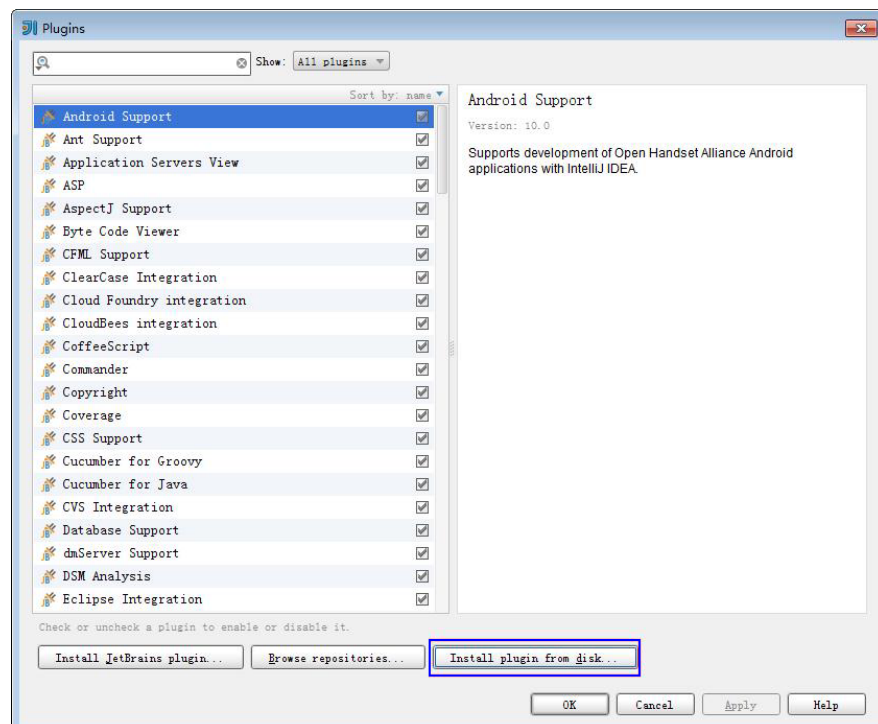 Plugins
Show: All plugins
Sort by: name
Android Support
Ant Support
Application Servers View
ASP
AspectJ Support
Byte Code Viewer
CFML Support
ClearCase Integration
Cloud Foundry integration
CloudBees integration
CoffeeScript
Commander
Copyright
Coverage
CSS Support
Cucumber for Groovy
Cucumber for Java
CVS Integration
Database Support
dmServer Support
DSM Analysis
Eclipse Integration
Android Support
Version: 10.0
Supports development of Open Handset Alliance Android
applications with IntelliJ IDEA.
Check or uncheck a plugin to enable or disable it.
Install JetBrains plugin... Browse repositories... Install plugin from disk...
OK Cancel Apply Help